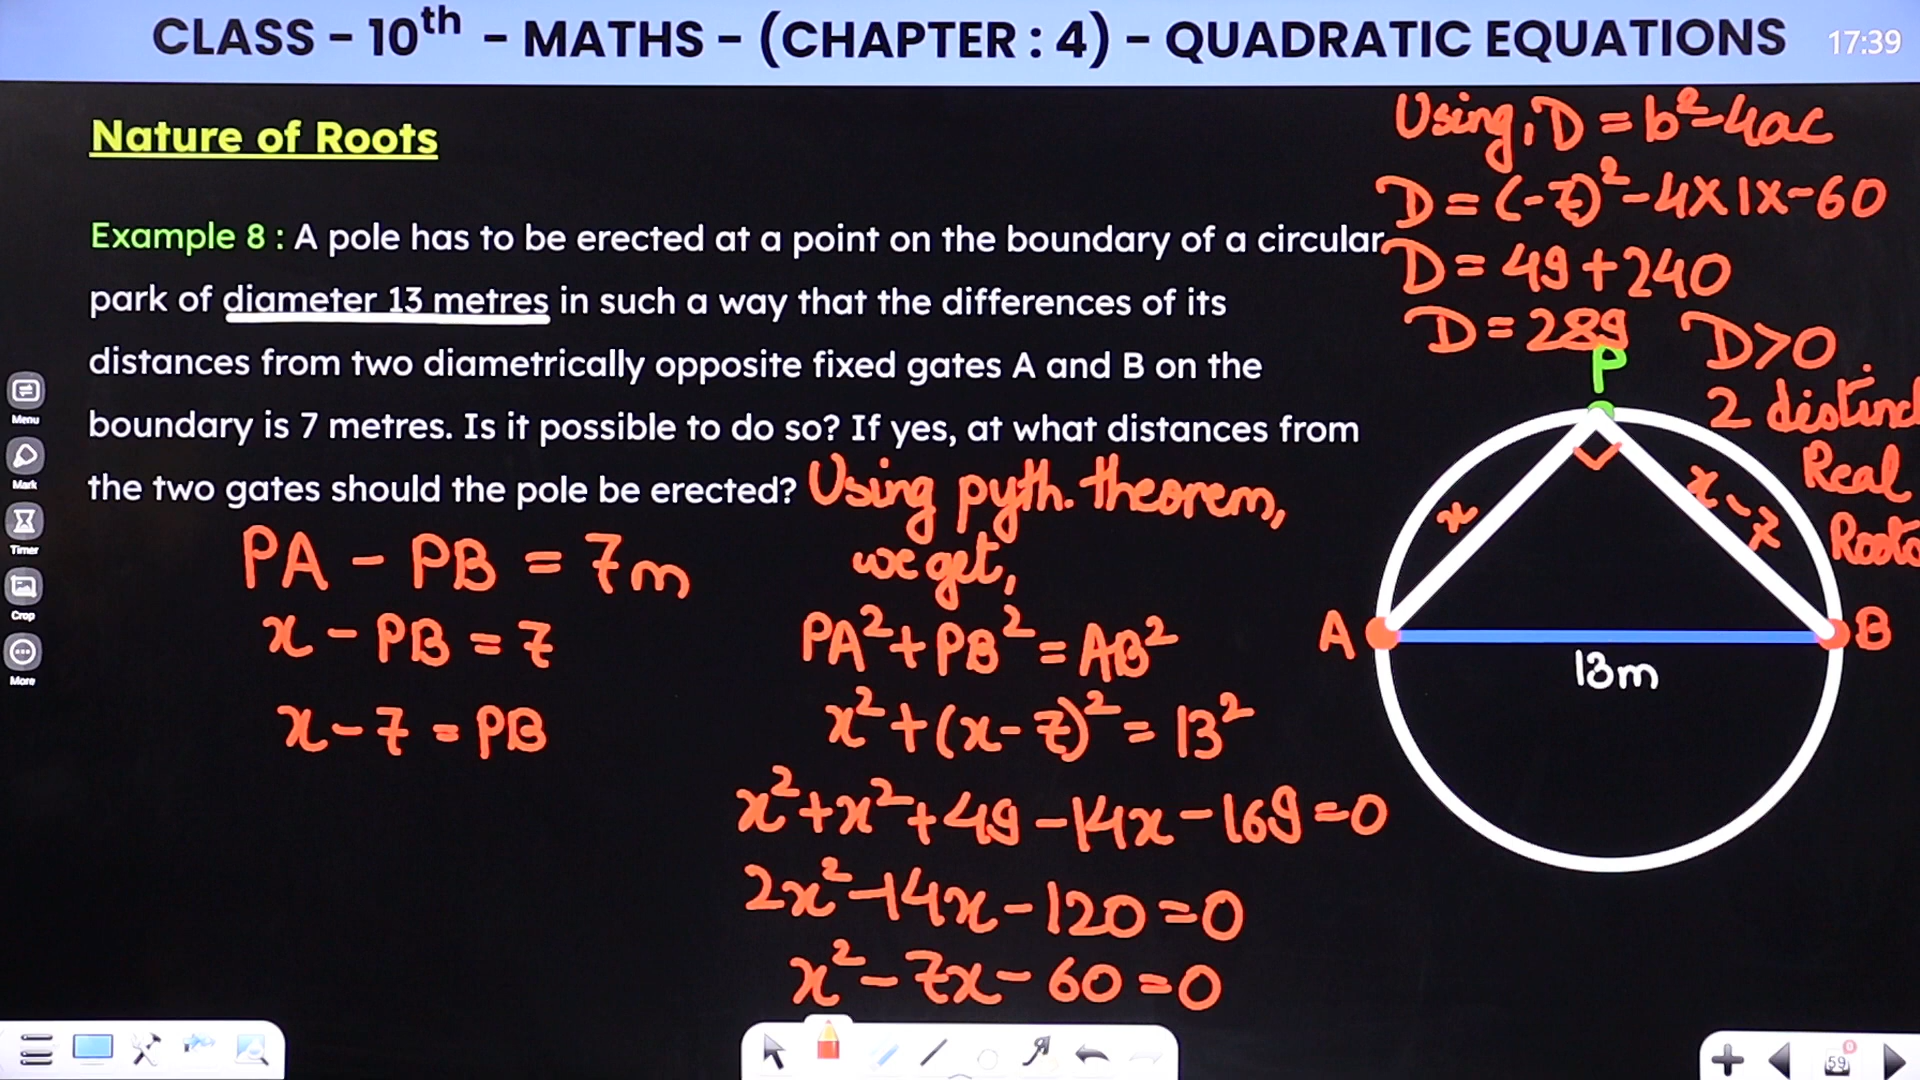 CLASS - 10th - MATHS - (CHAPTER : 4) - QUADRATIC EQUATIONS
17:39
Nature of Roots
Example 8 : A pole has to be erected at a point on the boundary of a circular
park of diameter 13 metres in such a way that the differences of its
distances from two diametrically opposite fixed gates A and B on the
boundary is 7 metres. Is it possible to do so? If yes, at what distances from
the two gates should the pole be erected?
PA - PB = 7m
x - PB = 7
x - 7 = PB
Using pyth. theorem,
we get,
PA² + PB² = AB²
x² + (x - 7)² = 13²
x² + x² + 49 - 14x - 169 = 0
2x² - 14x - 120 = 0
x² - 7x - 60 = 0
Using, D = b² - 4ac
D = (-7)² - 4×1×-60
D = 49 + 240
D = 289
D > 0
2 distinct
Real
Roots
P
x
x - 7
A
B
13m
Menu
Mark
Timer
Crop
More
59
0